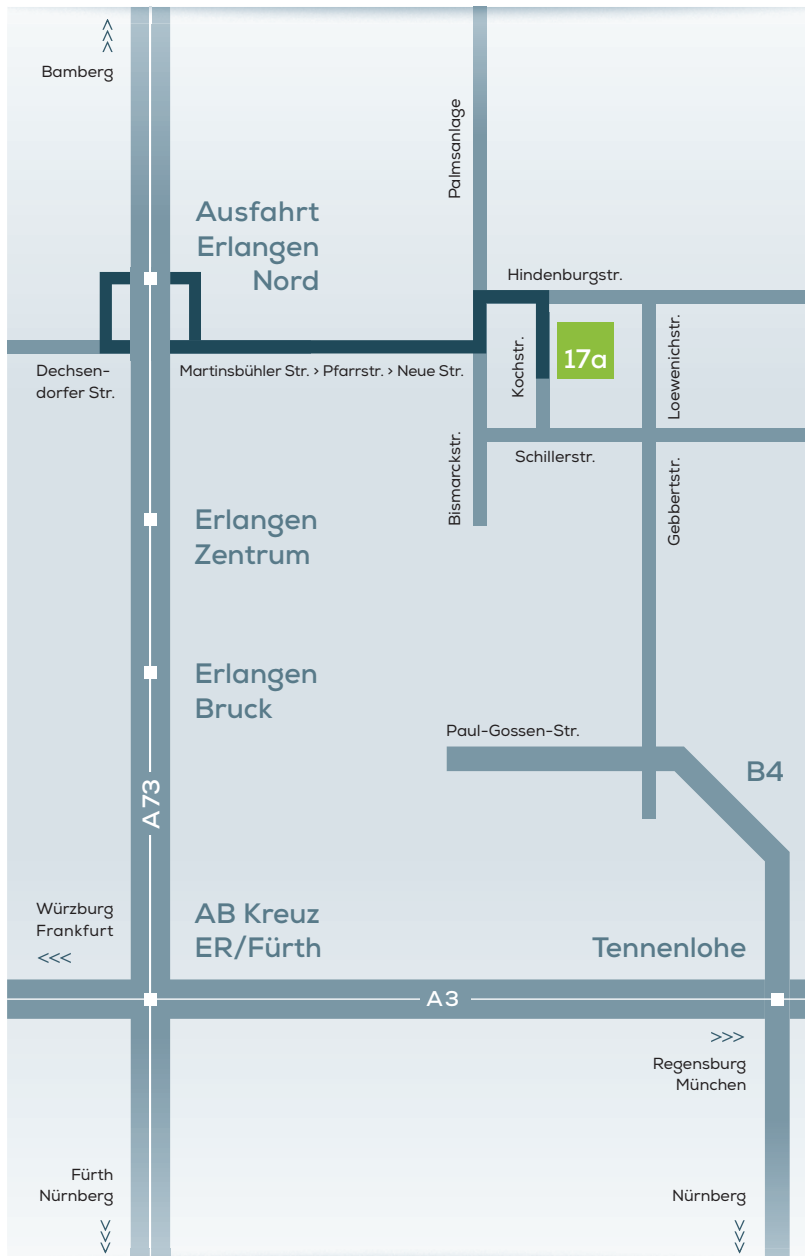 Bamberg
Palmsanlage
Ausfahrt
Erlangen
Nord
Hindenburgstr.
Dechsen-
dorfer Str.
Martinsbühler Str. > Pfarrstr. > Neue Str.
Kochstr.
17a
Loewenichstr.
Bismarckstr.
Schillerstr.
Gebbertstr.
Erlangen
Zentrum
Erlangen
Bruck
Paul-Gossen-Str.
B4
A 73
Würzburg
Frankfurt
<<<
AB Kreuz
ER/Fürth
Tennenlohe
A 3
>>>
Regensburg
München
Fürth
Nürnberg
Nürnberg